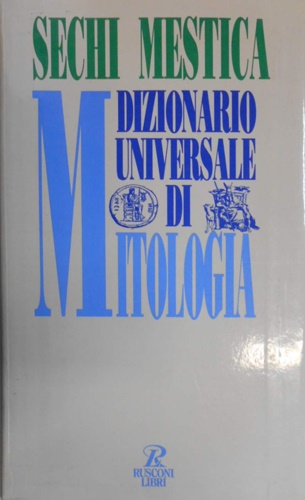 SECHI MESTICA
DIZIONARIO
UNIVERSALE
DI
MITOLOGIA
RUSCONI
LIBRI